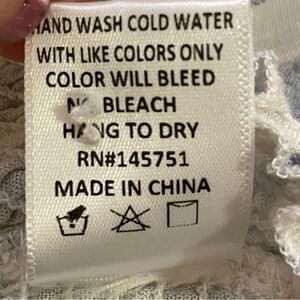 HAND WASH COLD WATER
WITH LIKE COLORS ONLY
COLOR WILL BLEED
NO BLEACH
HANG TO DRY
RN#145751
MADE IN CHINA